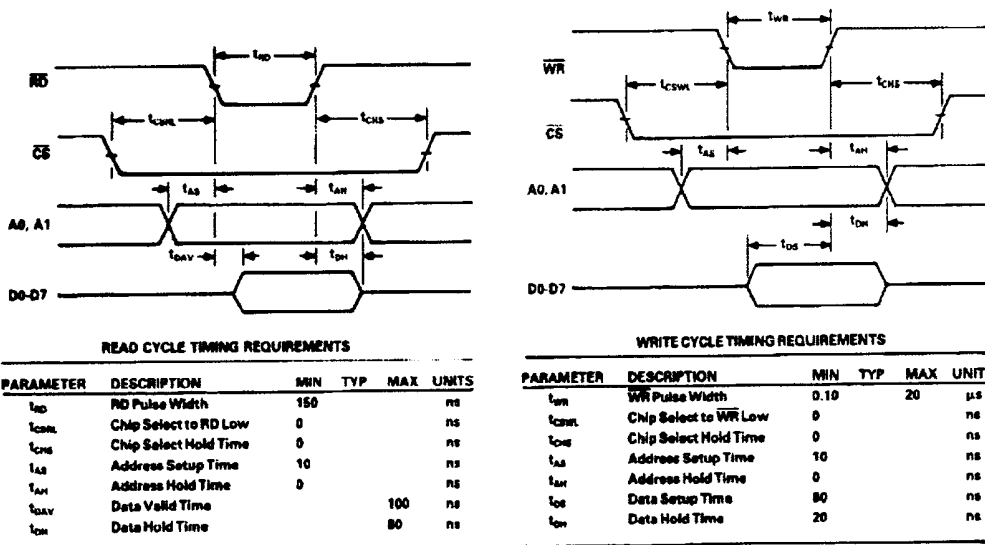 tRD
RD
tCSRL
tCHS
CS
tAS
tAH
A0, A1
tDAV
tDH
D0-D7
READ CYCLE TIMING REQUIREMENTS
PARAMETER DESCRIPTION MIN TYP MAX UNITS
tRD RD Pulse Width 150 ns
tCSRL Chip Select to RD Low 0 ns
tCHS Chip Select Hold Time 0 ns
tAS Address Setup Time 10 ns
tAH Address Hold Time 0 ns
tDAV Data Valid Time 100 ns
tDH Data Hold Time 80 ns
tWR
WR
tCSWL
tCHS
CS
tAS
tAH
A0, A1
tDH
tDS
D0-D7
WRITE CYCLE TIMING REQUIREMENTS
PARAMETER DESCRIPTION MIN TYP MAX UNIT
tWR WR Pulse Width 0.10 20 µs
tCSWL Chip Select to WR Low 0 ns
tCHS Chip Select Hold Time 0 ns
tAS Address Setup Time 10 ns
tAH Address Hold Time 0 ns
tDS Data Setup Time 80 ns
tDH Data Hold Time 20 ns